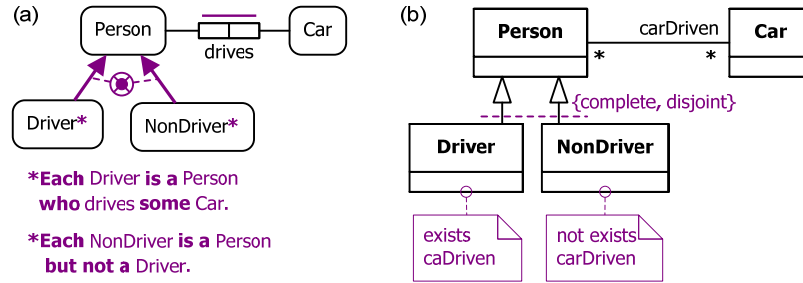 (a)
Person
Car
drives
Driver*
NonDriver*
*Each Driver is a Person
who drives some Car.
*Each NonDriver is a Person
but not a Driver.
(b)
Person
carDriven
Car
*
*
{complete, disjoint}
Driver
NonDriver
exists
caDriven
not exists
carDriven